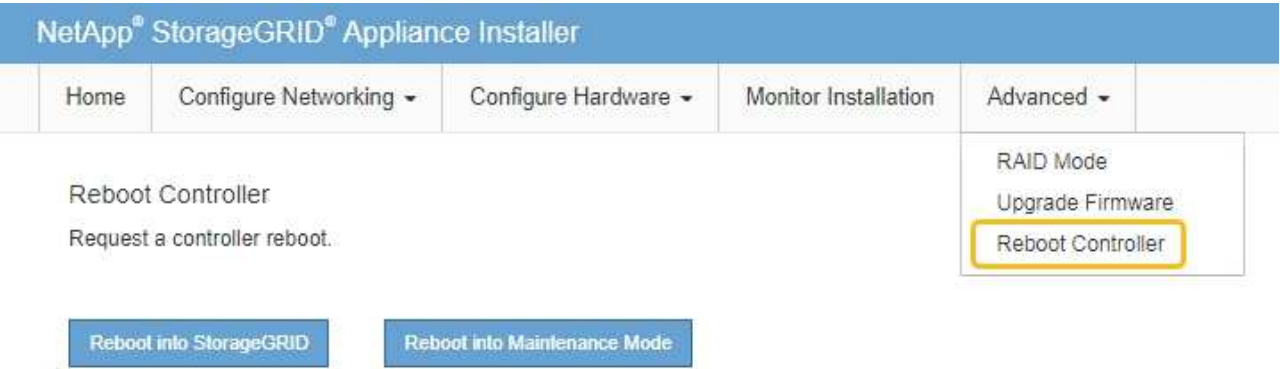 NetApp® StorageGRID® Appliance Installer
Home Configure Networking Configure Hardware Monitor Installation Advanced
RAID Mode
Upgrade Firmware
Reboot Controller
Reboot Controller
Request a controller reboot.
Reboot into StorageGRID Reboot into Maintenance Mode